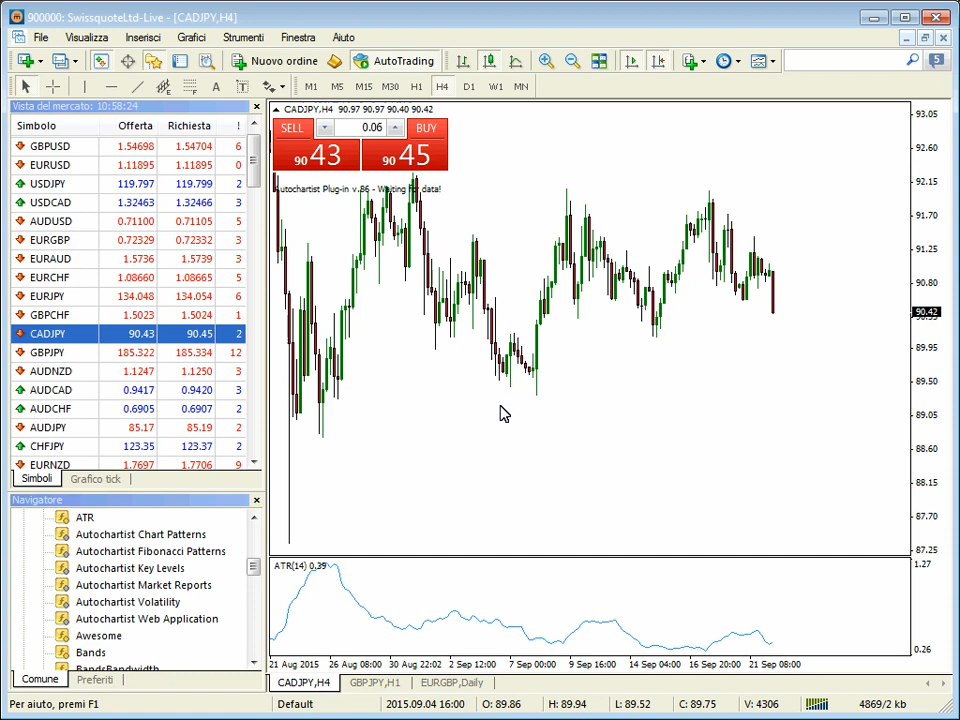 900000: SwissquoteLtd-Live - [CADJPY,H4]
File Visualizza Inserisci Grafici Strumenti Finestra Aiuto
Nuovo ordine AutoTrading 5
A T M1 M5 M15 M30 H1 H4 D1 W1 MN
Vista del mercato: 10:58:24
Simbolo Offerta Richiesta !
GBPUSD 1.54698 1.54704 6
EURUSD 1.11895 1.11895 0
USDJPY 119.797 119.799 2
USDCAD 1.32463 1.32466 3
AUDUSD 0.71100 0.71105 5
EURGBP 0.72329 0.72332 3
EURAUD 1.5736 1.5739 3
EURCHF 1.08660 1.08665 5
EURJPY 134.048 134.054 6
GBPCHF 1.5023 1.5024 1
CADJPY 90.43 90.45 2
GBPJPY 185.322 185.334 12
AUDNZD 1.1247 1.1250 3
AUDCAD 0.9417 0.9420 3
AUDCHF 0.6905 0.6907 2
AUDJPY 85.17 85.19 2
CHFJPY 123.35 123.37 2
EURNZD 1.7697 1.7706 9
Simboli Grafico tick
Navigatore
ATR
Autochartist Chart Patterns
Autochartist Fibonacci Patterns
Autochartist Key Levels
Autochartist Market Reports
Autochartist Volatility
Autochartist Web Application
Awesome
Bands
BandsBandwidth
Comune Preferiti
CADJPY,H4 90.97 90.97 90.40 90.42
SELL 0.06 BUY
90 43 90 45
Autochartist Plug-in v.86 - Waiting for data!
93.05
92.60
92.15
91.70
91.25
90.80
90.42
89.95
89.50
89.05
88.60
88.15
87.70
87.25
ATR(14) 0.39
1.27
0.26
21 Aug 2015 26 Aug 08:00 30 Aug 22:02 2 Sep 12:00 7 Sep 00:00 9 Sep 16:00 14 Sep 04:00 16 Sep 20:00 21 Sep 08:00
CADJPY,H4 GBPJPY,H1 EURGBP,Daily
Per aiuto, premi F1 Default 2015.09.04 16:00 O: 89.86 H: 89.94 L: 89.52 C: 89.75 V: 4306 4869/2 kb